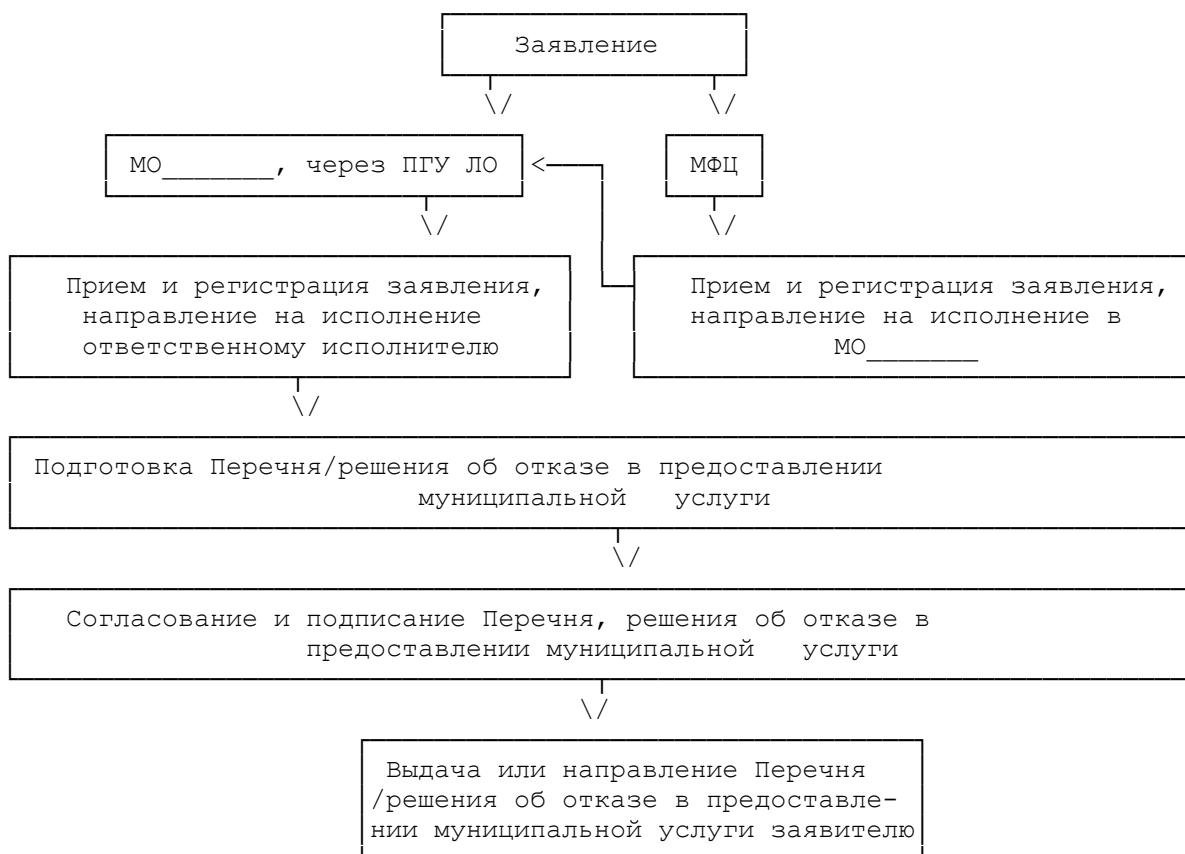 Заявление
МО_______, через ПГУ ЛО
МФЦ
Прием и регистрация заявления,
направление на исполнение
ответственному исполнителю
Прием и регистрация заявления,
направление на исполнение в
МО_______
Подготовка Перечня/решения об отказе в предоставлении
муниципальной услуги
Согласование и подписание Перечня, решения об отказе в
предоставлении муниципальной услуги
Выдача или направление Перечня
/решения об отказе в предоставле-
нии муниципальной услуги заявителю